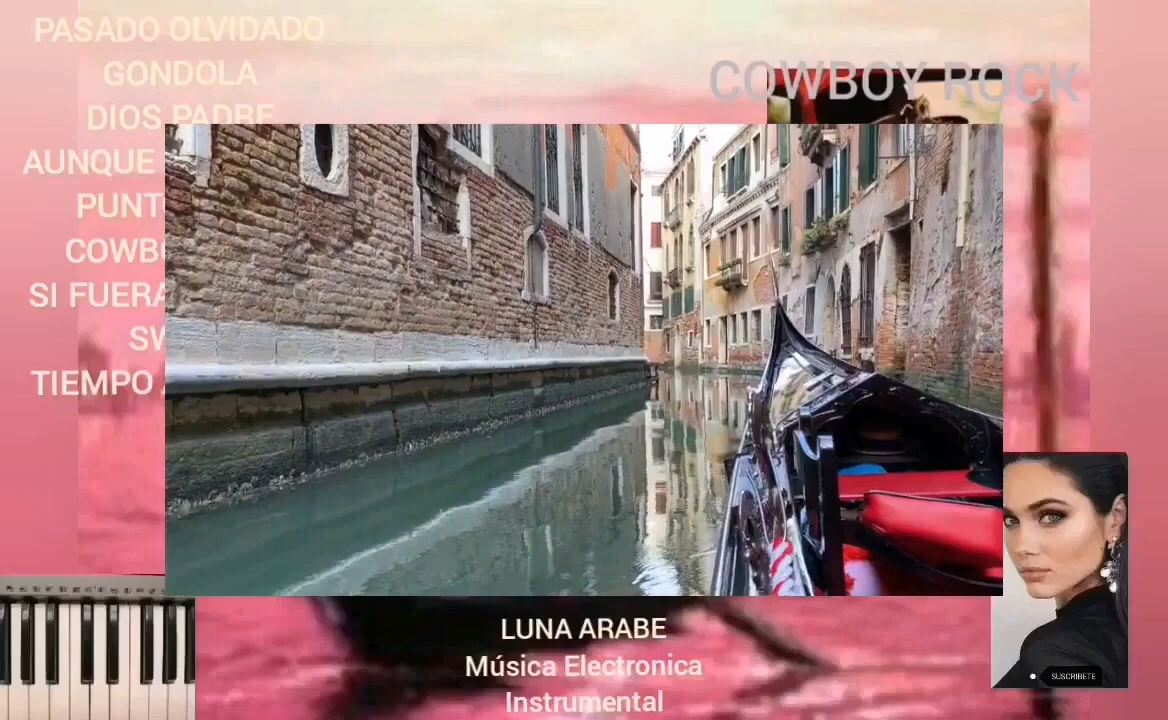 PASADO OLVIDADO
GONDOLA
DIOS PADRE
AUNQUE
PUNT
COWB
SI FUERA
SW
TIEMPO
COWBOY ROCK
SUSCRIBETE
LUNA ARABE
Música Electronica
Instrumental